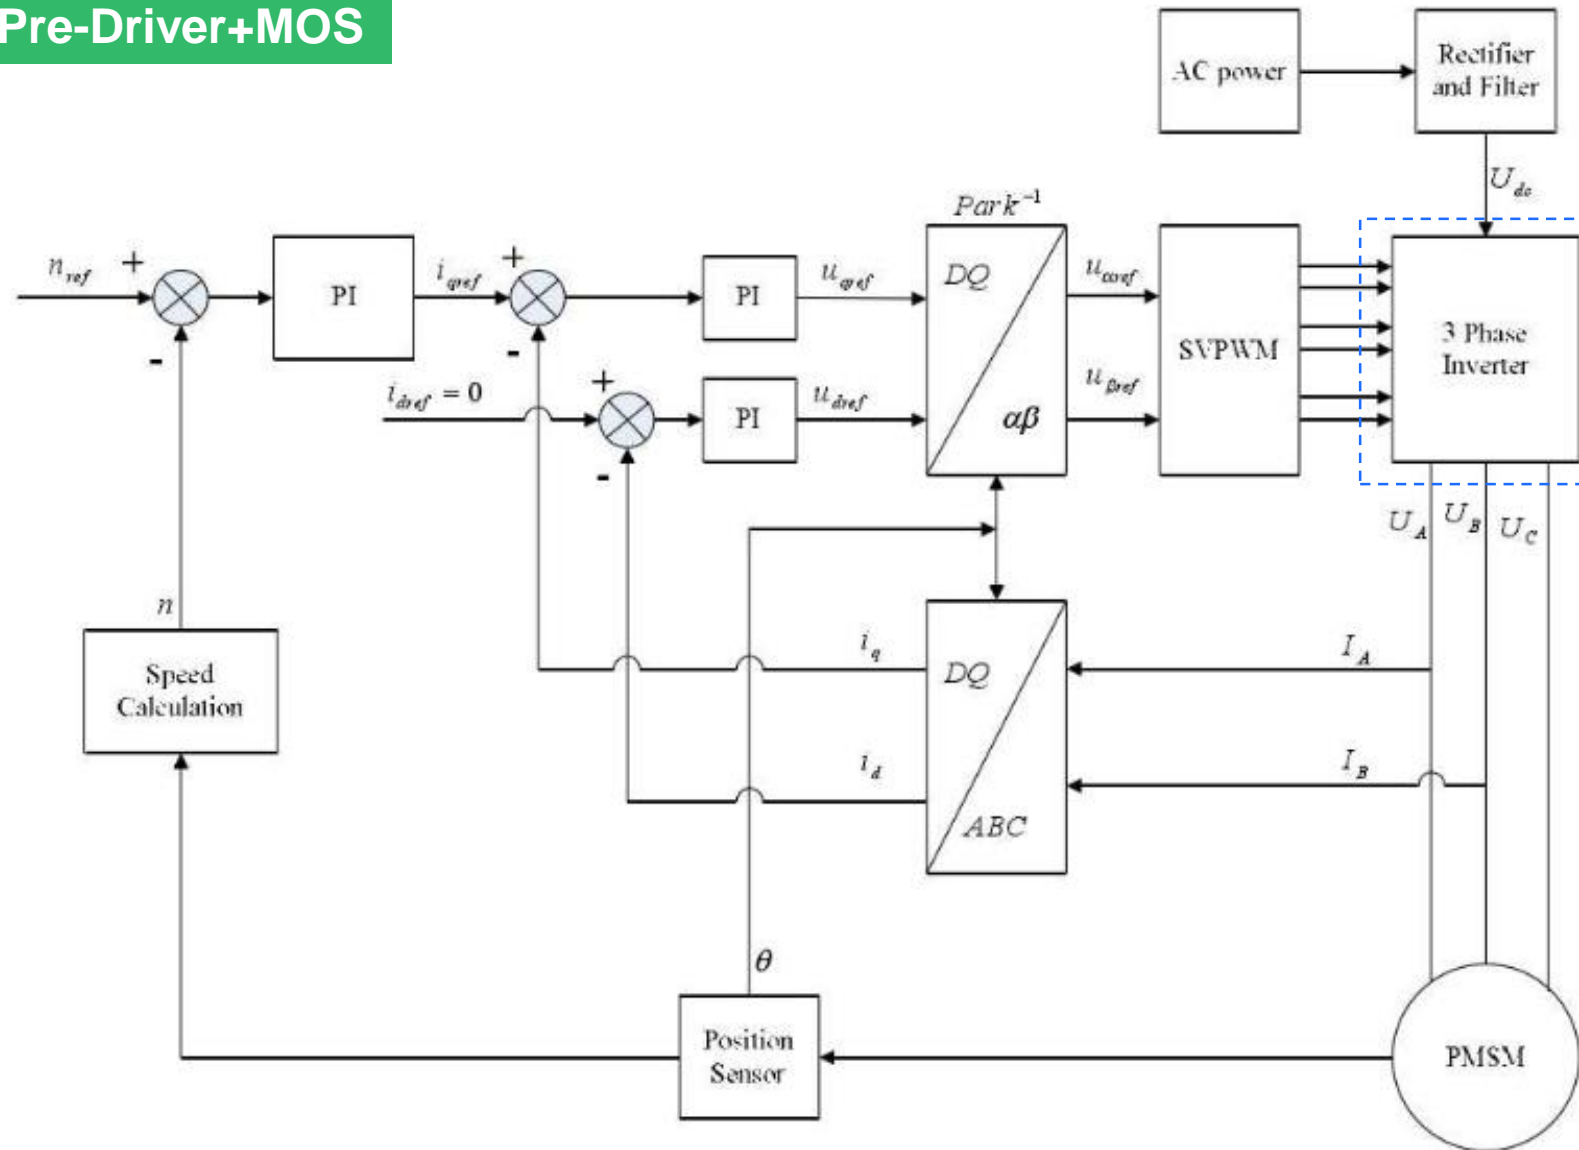 Pre-Driver+MOS
AC power
Rectifier
and Filter
U_dc
Park⁻¹
n_ref
+
-
PI
i_qref
+
-
PI
u_qref
DQ
αβ
u_αref
SVPWM
3 Phase
Inverter
i_dref = 0
+
-
PI
u_dref
u_βref
U_A
U_B
U_C
n
Speed
Calculation
i_q
DQ
I_A
i_d
I_B
ABC
θ
Position
Sensor
PMSM